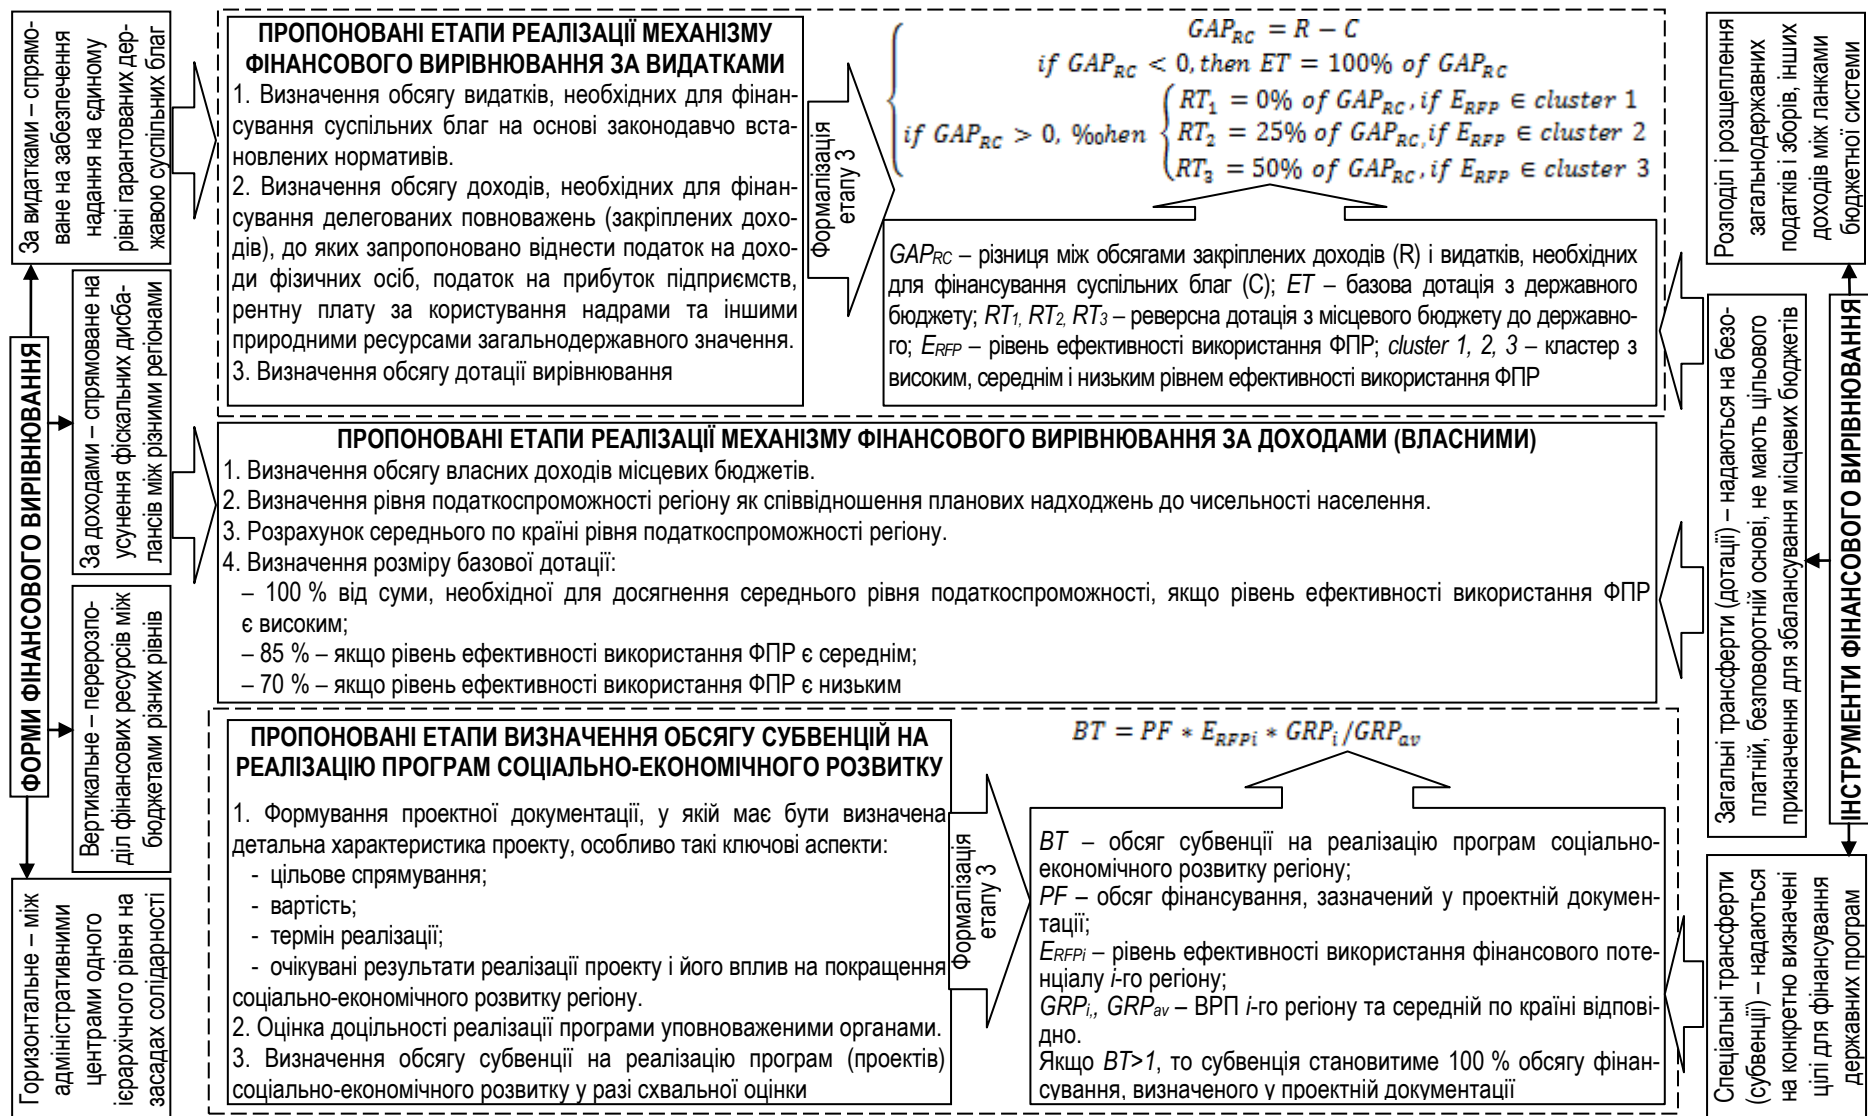 ФОРМИ ФІНАНСОВОГО ВИРІВНЮВАННЯ
За видатками – спрямо-
ване на забезпечення
надання на єдиному
рівні гарантованих дер-
жавою суспільних благ
За доходами – спрямоване на
усунення фіскальних дисба-
лансів між різними регіонами
Вертикальне – перерозпо-
діл фінансових ресурсів між
бюджетами різних рівнів
Горизонтальне – між
адміністративними
центрами одного
ієрархічного рівня на
засадах солідарності
ПРОПОНОВАНІ ЕТАПИ РЕАЛІЗАЦІЇ МЕХАНІЗМУ
ФІНАНСОВОГО ВИРІВНЮВАННЯ ЗА ВИДАТКАМИ
1. Визначення обсягу видатків, необхідних для фінан-
сування суспільних благ на основі законодавчо вста-
новлених нормативів.
2. Визначення обсягу доходів, необхідних для фінан-
сування делегованих повноважень (закріплених дохо-
дів), до яких запропоновано віднести податок на дохо-
ди фізичних осіб, податок на прибуток підприємств,
рентну плату за користування надрами та іншими
природними ресурсами загальнодержавного значення.
3. Визначення обсягу дотації вирівнювання
Формалізація
етапу 3
GAP_RC = R − C
if GAP_RC < 0, then ET = 100% of GAP_RC
if GAP_RC > 0, ‰hen
RT₁ = 0% of GAP_RC, if E_RFP ∈ cluster 1
RT₂ = 25% of GAP_RC, if E_RFP ∈ cluster 2
RT₃ = 50% of GAP_RC, if E_RFP ∈ cluster 3
GAP_RC – різниця між обсягами закріплених доходів (R) і видатків, необхідних
для фінансування суспільних благ (C); ET – базова дотація з державного
бюджету; RT₁, RT₂, RT₃ – реверсна дотація з місцевого бюджету до державно-
го; E_RFP – рівень ефективності використання ФПР; cluster 1, 2, 3 – кластер з
високим, середнім і низьким рівнем ефективності використання ФПР
ПРОПОНОВАНІ ЕТАПИ РЕАЛІЗАЦІЇ МЕХАНІЗМУ ФІНАНСОВОГО ВИРІВНЮВАННЯ ЗА ДОХОДАМИ (ВЛАСНИМИ)
1. Визначення обсягу власних доходів місцевих бюджетів.
2. Визначення рівня податкоспроможності регіону як співвідношення планових надходжень до чисельності населення.
3. Розрахунок середнього по країні рівня податкоспроможності регіону.
4. Визначення розміру базової дотації:
– 100 % від суми, необхідної для досягнення середнього рівня податкоспроможності, якщо рівень ефективності використання ФПР
є високим;
– 85 % – якщо рівень ефективності використання ФПР є середнім;
– 70 % – якщо рівень ефективності використання ФПР є низьким
ПРОПОНОВАНІ ЕТАПИ ВИЗНАЧЕННЯ ОБСЯГУ СУБВЕНЦІЙ НА
РЕАЛІЗАЦІЮ ПРОГРАМ СОЦІАЛЬНО-ЕКОНОМІЧНОГО РОЗВИТКУ
1. Формування проектної документації, у якій має бути визначена
детальна характеристика проекту, особливо такі ключові аспекти:
- цільове спрямування;
- вартість;
- термін реалізації;
- очікувані результати реалізації проекту і його вплив на покращення
соціально-економічного розвитку регіону.
2. Оцінка доцільності реалізації програми уповноваженими органами.
3. Визначення обсягу субвенції на реалізацію програм (проектів)
соціально-економічного розвитку у разі схвальної оцінки
Формалізація
етапу 3
BT = PF * E_RFPi * GRP_i/GRP_av
BT – обсяг субвенції на реалізацію програм соціально-
економічного розвитку регіону;
PF – обсяг фінансування, зазначений у проектній докумен-
тації;
E_RFPi – рівень ефективності використання фінансового поте-
нціалу i-го регіону;
GRP_i,, GRP_av – ВРП i-го регіону та середній по країні відпові-
дно.
Якщо BT>1, то субвенція становитиме 100 % обсягу фінан-
сування, визначеного у проектній документації
Розподіл і розщеплення
загальнодержавних
податків і зборів, інших
доходів між ланками
бюджетної системи
Загальні трансферти (дотації) – надаються на безо-
платній, безповоротній основі, не мають цільового
призначення для збалансування місцевих бюджетів
Спеціальні трансферти
(субвенції) – надаються
на конкретно визначені
цілі для фінансування
державних програм
ІНСТРУМЕНТИ ФІНАНСОВОГО ВИРІВНЮВАННЯ